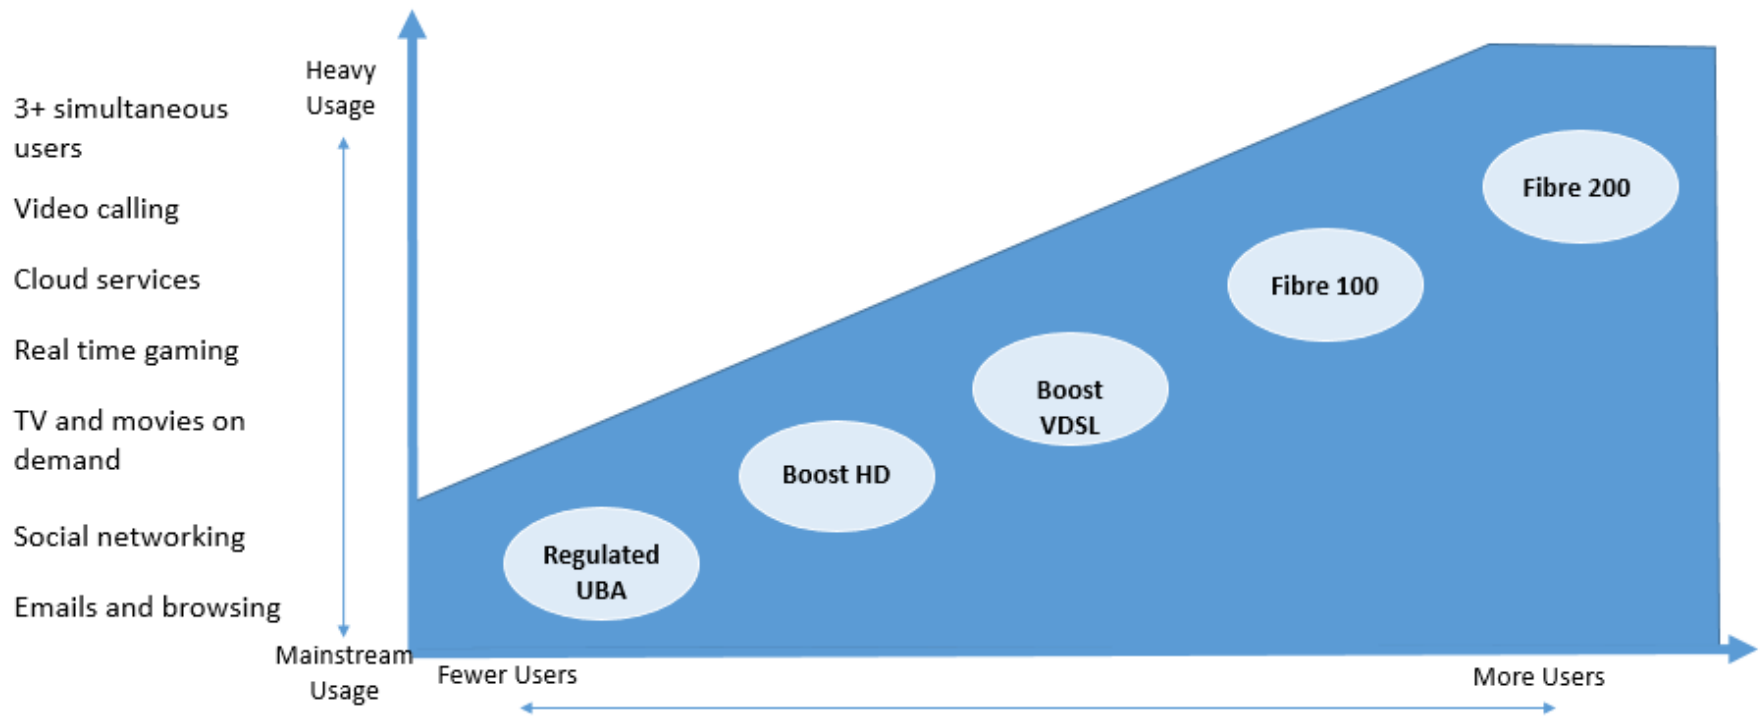 Heavy
Usage
3+ simultaneous
users
Video calling
Cloud services
Real time gaming
TV and movies on
demand
Social networking
Emails and browsing
Mainstream
Usage
Fibre 200
Fibre 100
Boost
VDSL
Boost HD
Regulated
UBA
Fewer Users
More Users